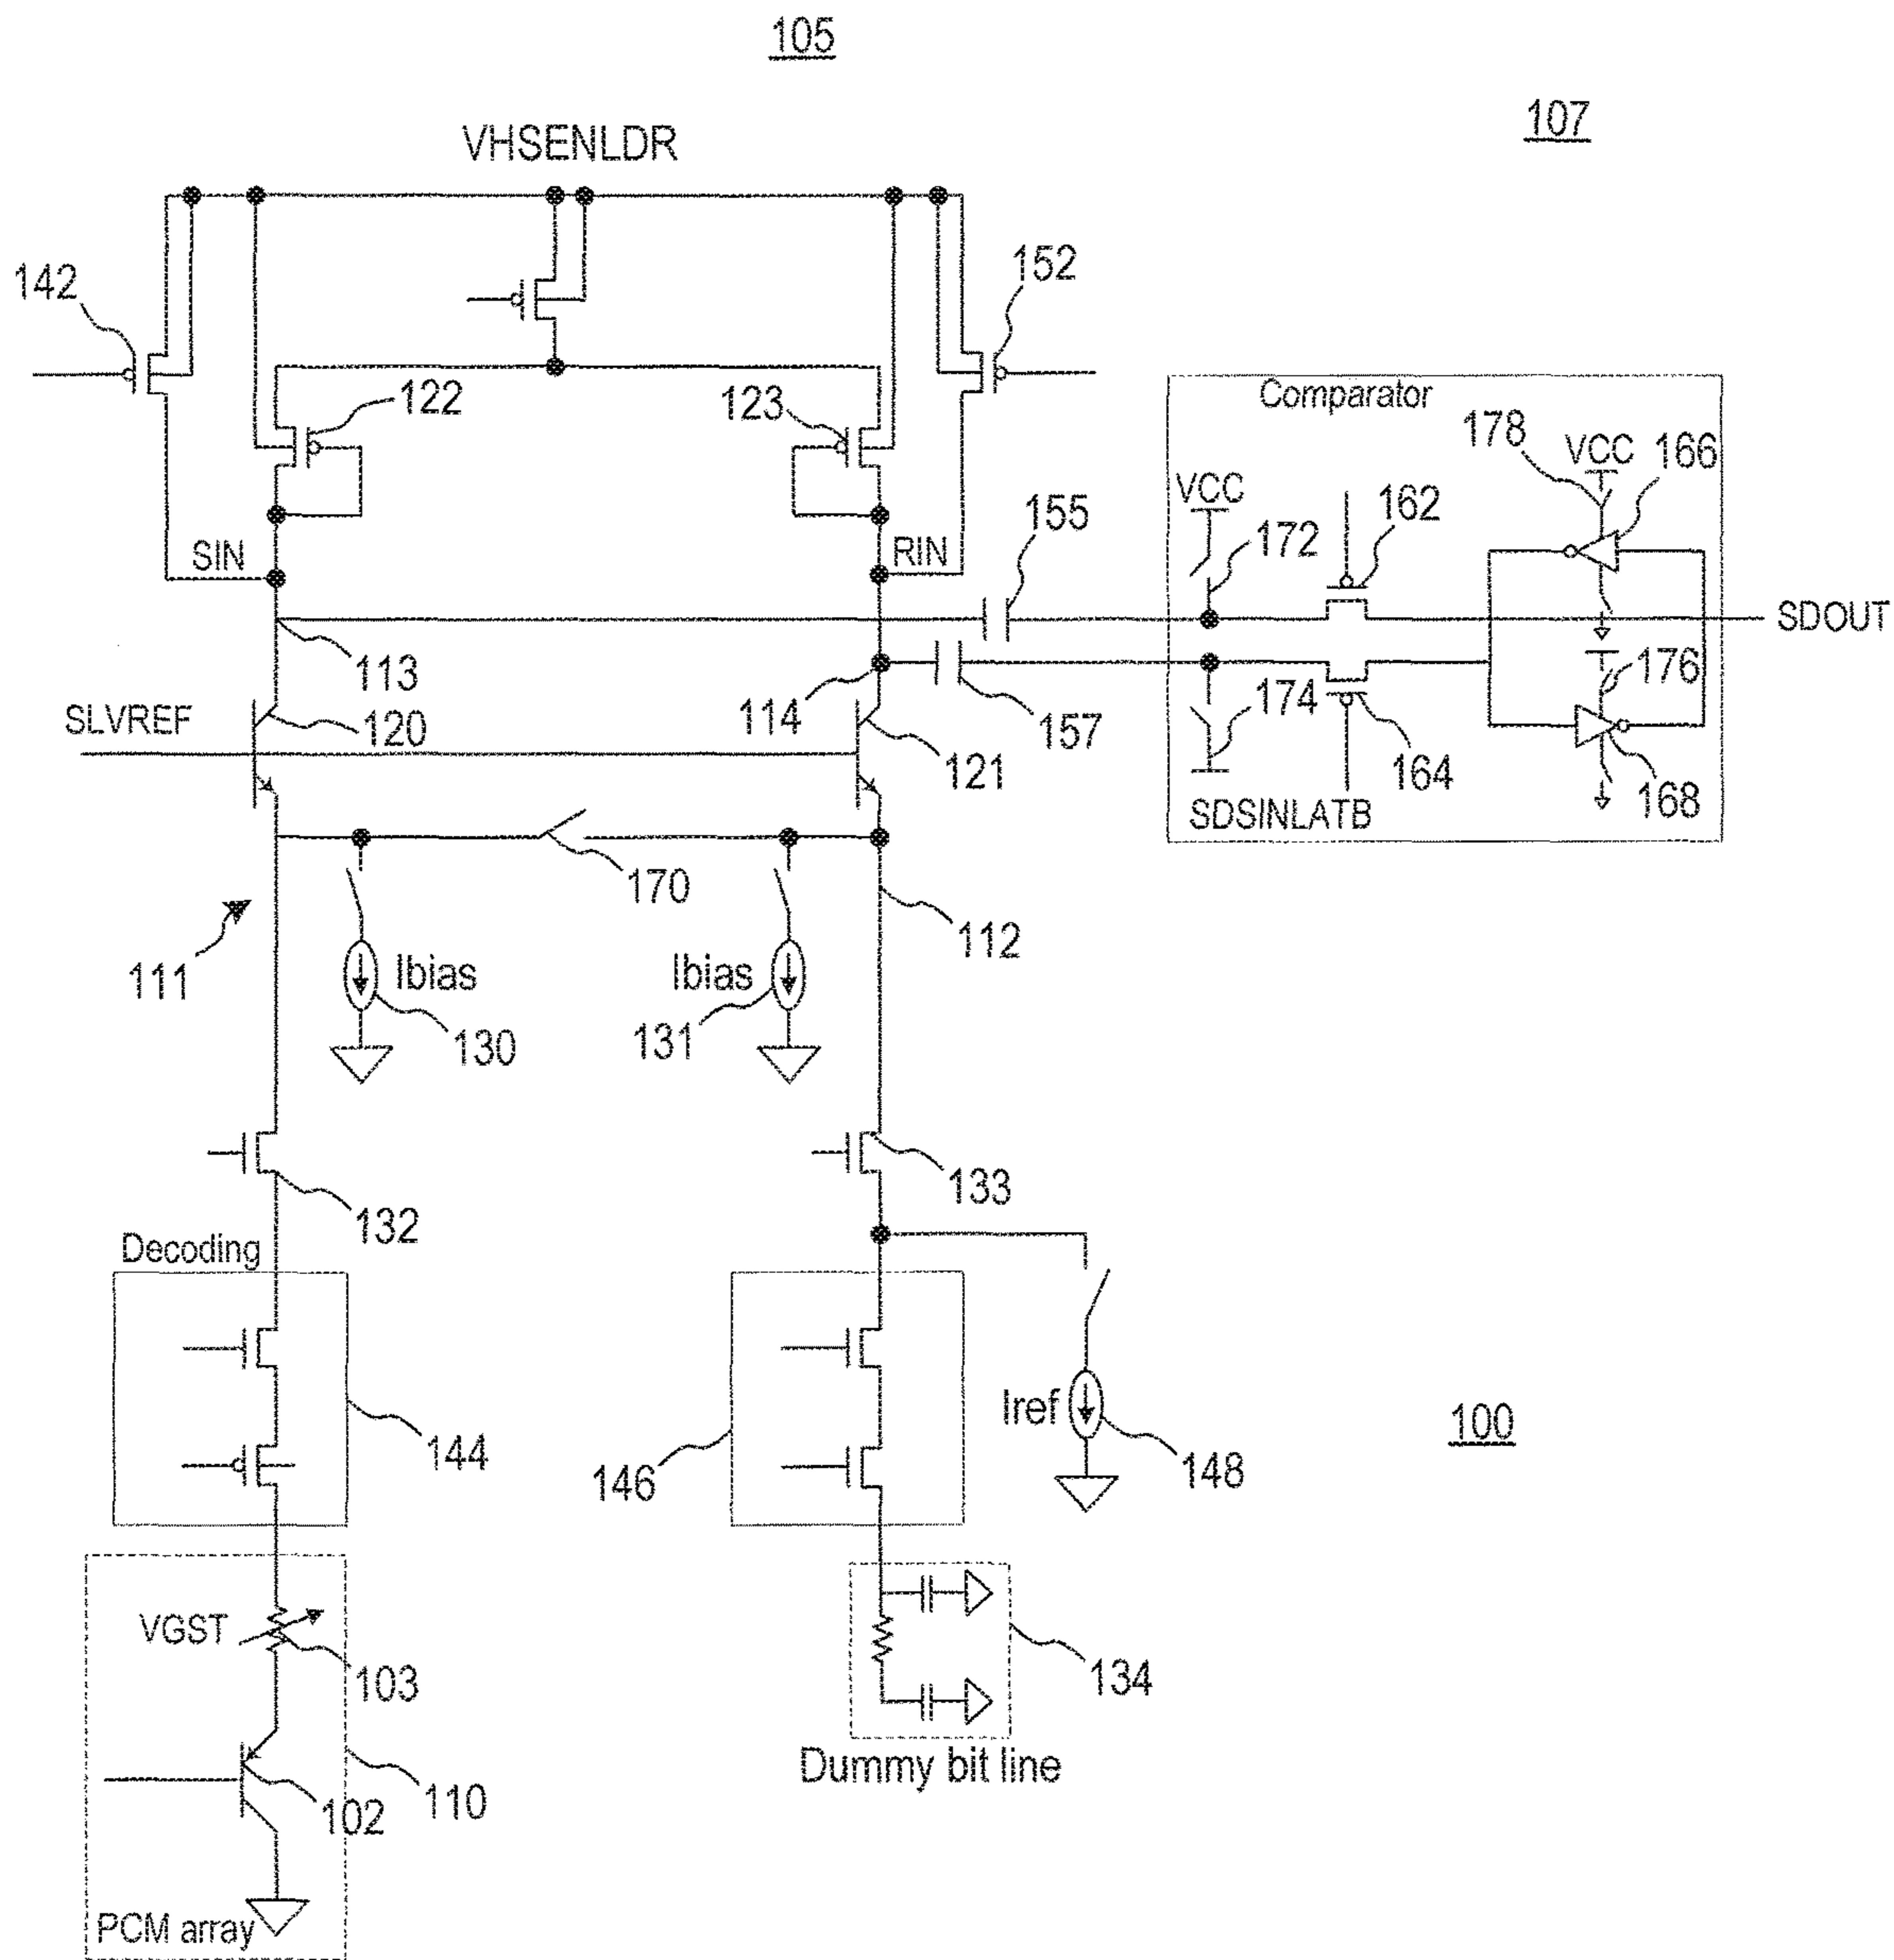 105
107
VHSENLDR
142
152
122
123
Comparator
178
VCC
166
VCC
162
155
SIN
RIN
172
SDOUT
113
114
157
174
176
SLVREF
120
121
164
168
SDSINLATB
170
111
112
Ibias
Ibias
130
131
132
133
Decoding
144
146
Iref
148
100
VGST
103
134
Dummy bit line
102
110
PCM array